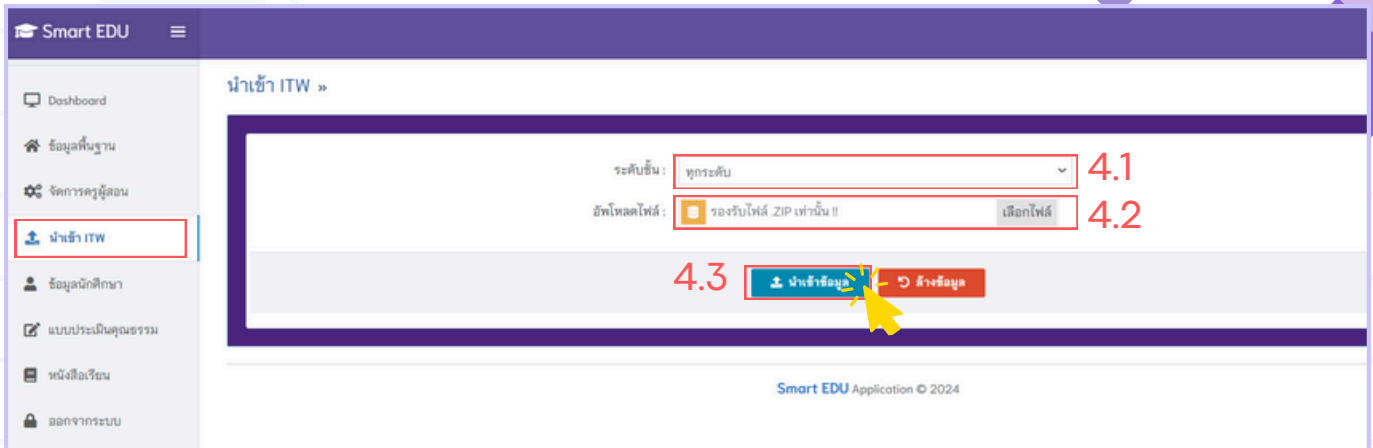 Smart EDU
นำเข้า ITW »
Dashboard
ข้อมูลพื้นฐาน
จัดการครูผู้สอน
นำเข้า ITW
ข้อมูลนักศึกษา
แบบประเมินคุณธรรม
หนังสือเรียน
ออกจากระบบ
ระดับชั้น : ทุกระดับ 4.1
อัพโหลดไฟล์ : รองรับไฟล์ .ZIP เท่านั้น !! เลือกไฟล์ 4.2
4.3 นำเข้าข้อมูล ล้างข้อมูล
Smart EDU Application © 2024